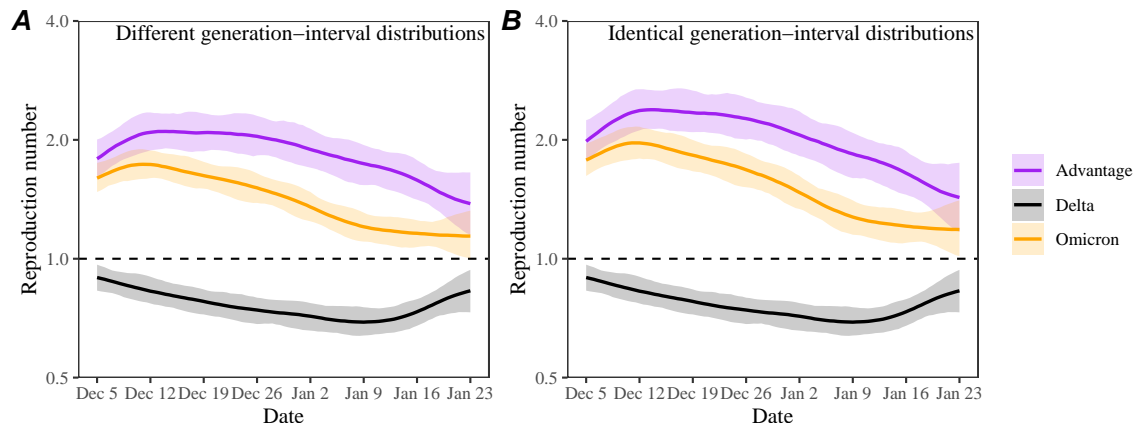 A
Different generation−interval distributions
Reproduction number
4.0
2.0
1.0
0.5
Dec 5 Dec 12 Dec 19 Dec 26 Jan 2 Jan 9 Jan 16 Jan 23
Date
B
Identical generation−interval distributions
Reproduction number
4.0
2.0
1.0
0.5
Dec 5 Dec 12 Dec 19 Dec 26 Jan 2 Jan 9 Jan 16 Jan 23
Date
Advantage
Delta
Omicron